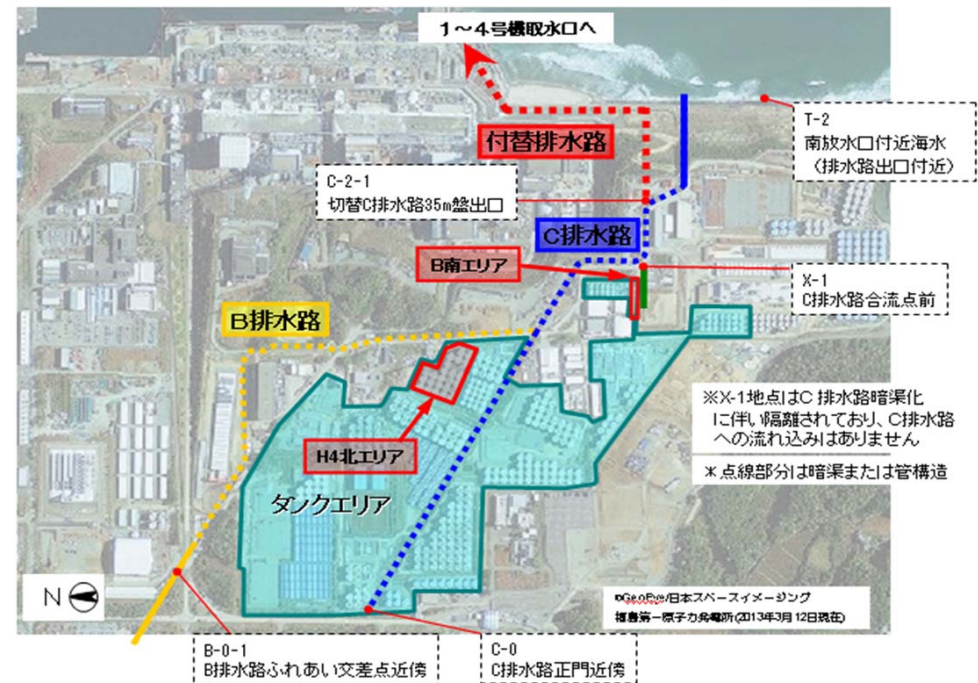 1～4号機取水口へ
付替排水路
T-2
南放水口付近海水
（排水路出口付近）
C-2-1
切替C排水路35m盤出口
C排水路
B南エリア
X-1
C排水路合流点前
B排水路
※X-1地点はC 排水路暗渠化
に伴い隔離されており、C排水路
への流れ込みはありません
H4北エリア
＊点線部分は暗渠または管構造
タンクエリア
N
©GeoEye/日本スペースイメージング
福島第一原子力発電所(2013年3月12日現在)
B-0-1
B排水路ふれあい交差点近傍
C-0
C排水路正門近傍